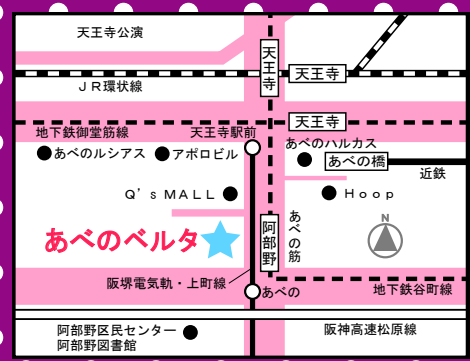 天王寺公演
天王寺
天王寺
JR環状線
天王寺
地下鉄御堂筋線
天王寺駅前
あべのハルカス
あべのルシアス
アポロビル
あべの橋
近鉄
Q's MALL
Hoop
あべのベルタ
阿部野
あべの筋
N
阪堺電気軌・上町線
あべの
地下鉄谷町線
阿部野区民センター
阿部野図書館
阪神高速松原線